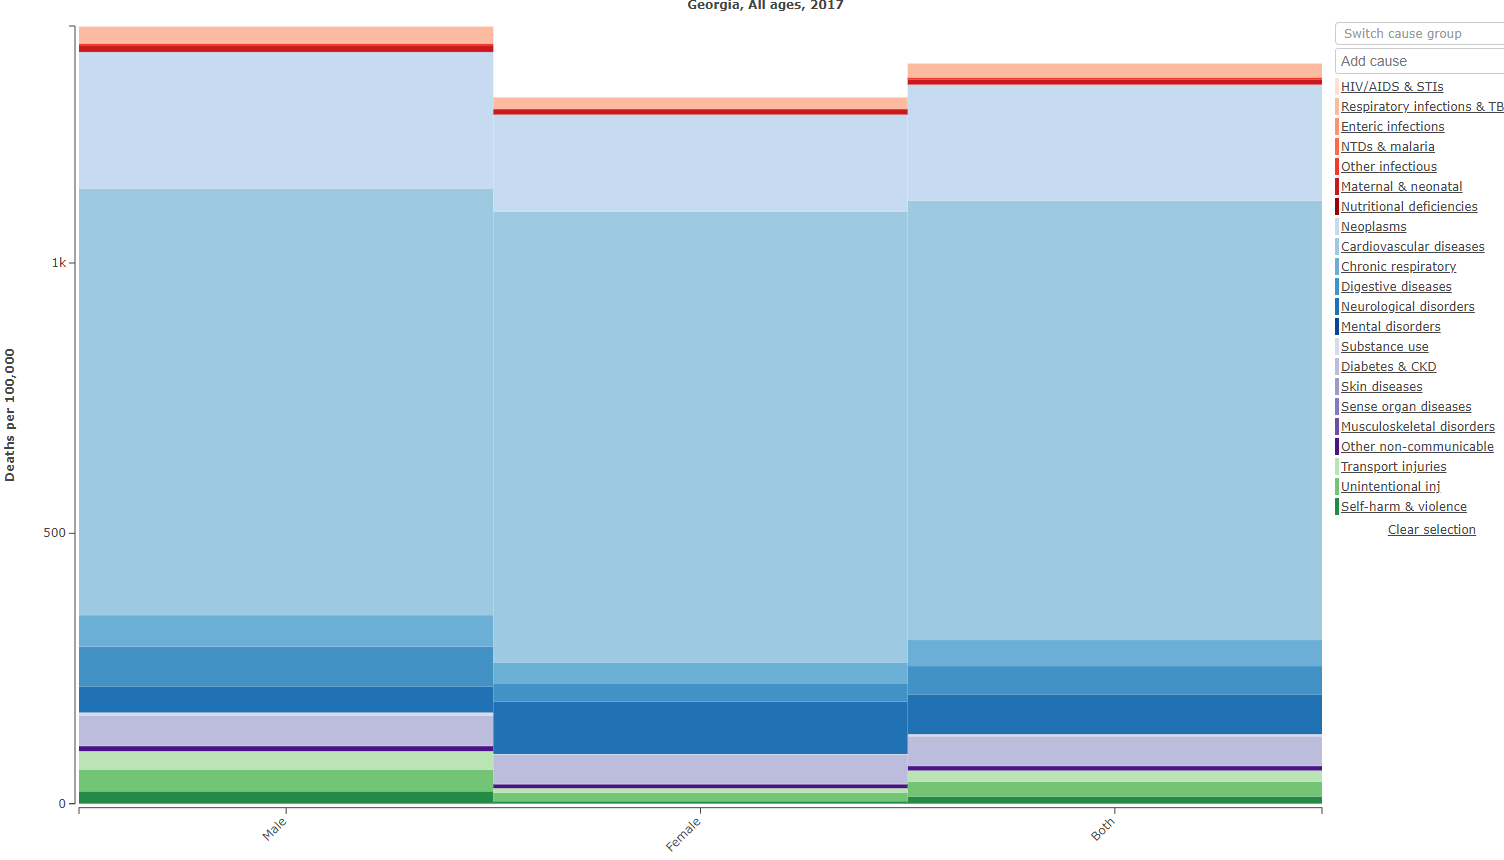 Georgia, All ages, 2017
Switch cause group
Add cause
HIV/AIDS & STIs
Respiratory infections & TB
Enteric infections
NTDs & malaria
Other infectious
Maternal & neonatal
Nutritional deficiencies
Neoplasms
Cardiovascular diseases
Chronic respiratory
Digestive diseases
Neurological disorders
Mental disorders
Substance use
Diabetes & CKD
Skin diseases
Sense organ diseases
Musculoskeletal disorders
Other non-communicable
Transport injuries
Unintentional inj
Self-harm & violence
Clear selection
Deaths per 100,000
1k
500
0
Male
Female
Both